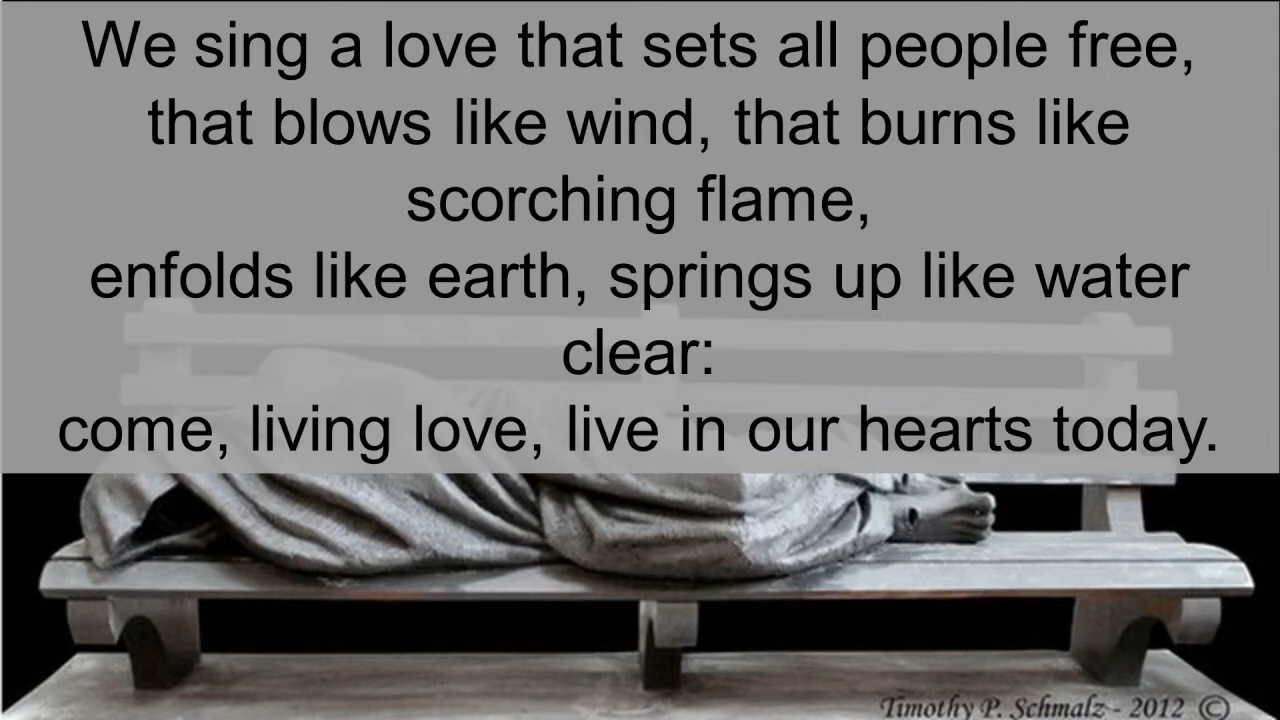 We sing a love that sets all people free,
that blows like wind, that burns like
scorching flame,
enfolds like earth, springs up like water
clear:
come, living love, live in our hearts today.
Timothy P. Schmalz - 2012 ©